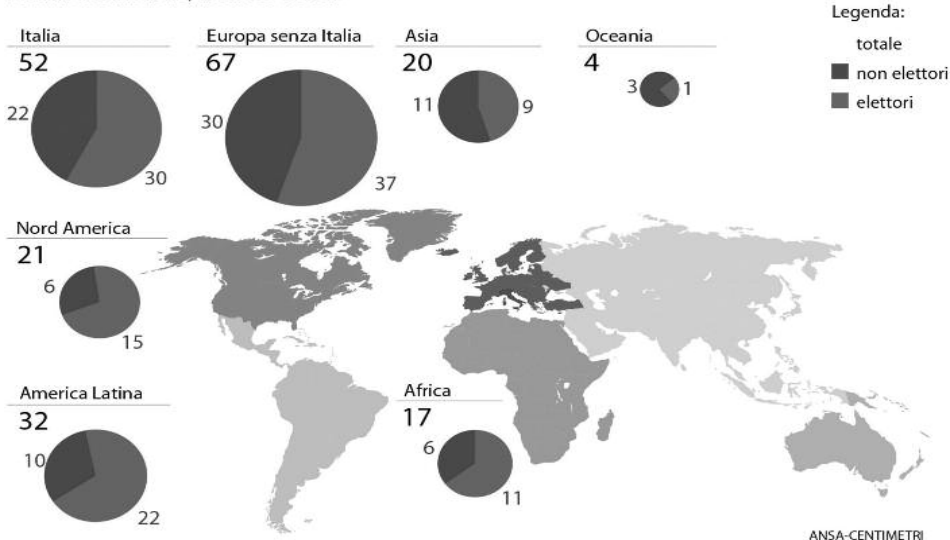 Italia
52
22
30
Europa senza Italia
67
30
37
Asia
20
11
9
Oceania
4
3
1
Legenda:
totale
non elettori
elettori
Nord America
21
6
15
America Latina
32
10
22
Africa
17
6
11
ANSA-CENTIMETRI